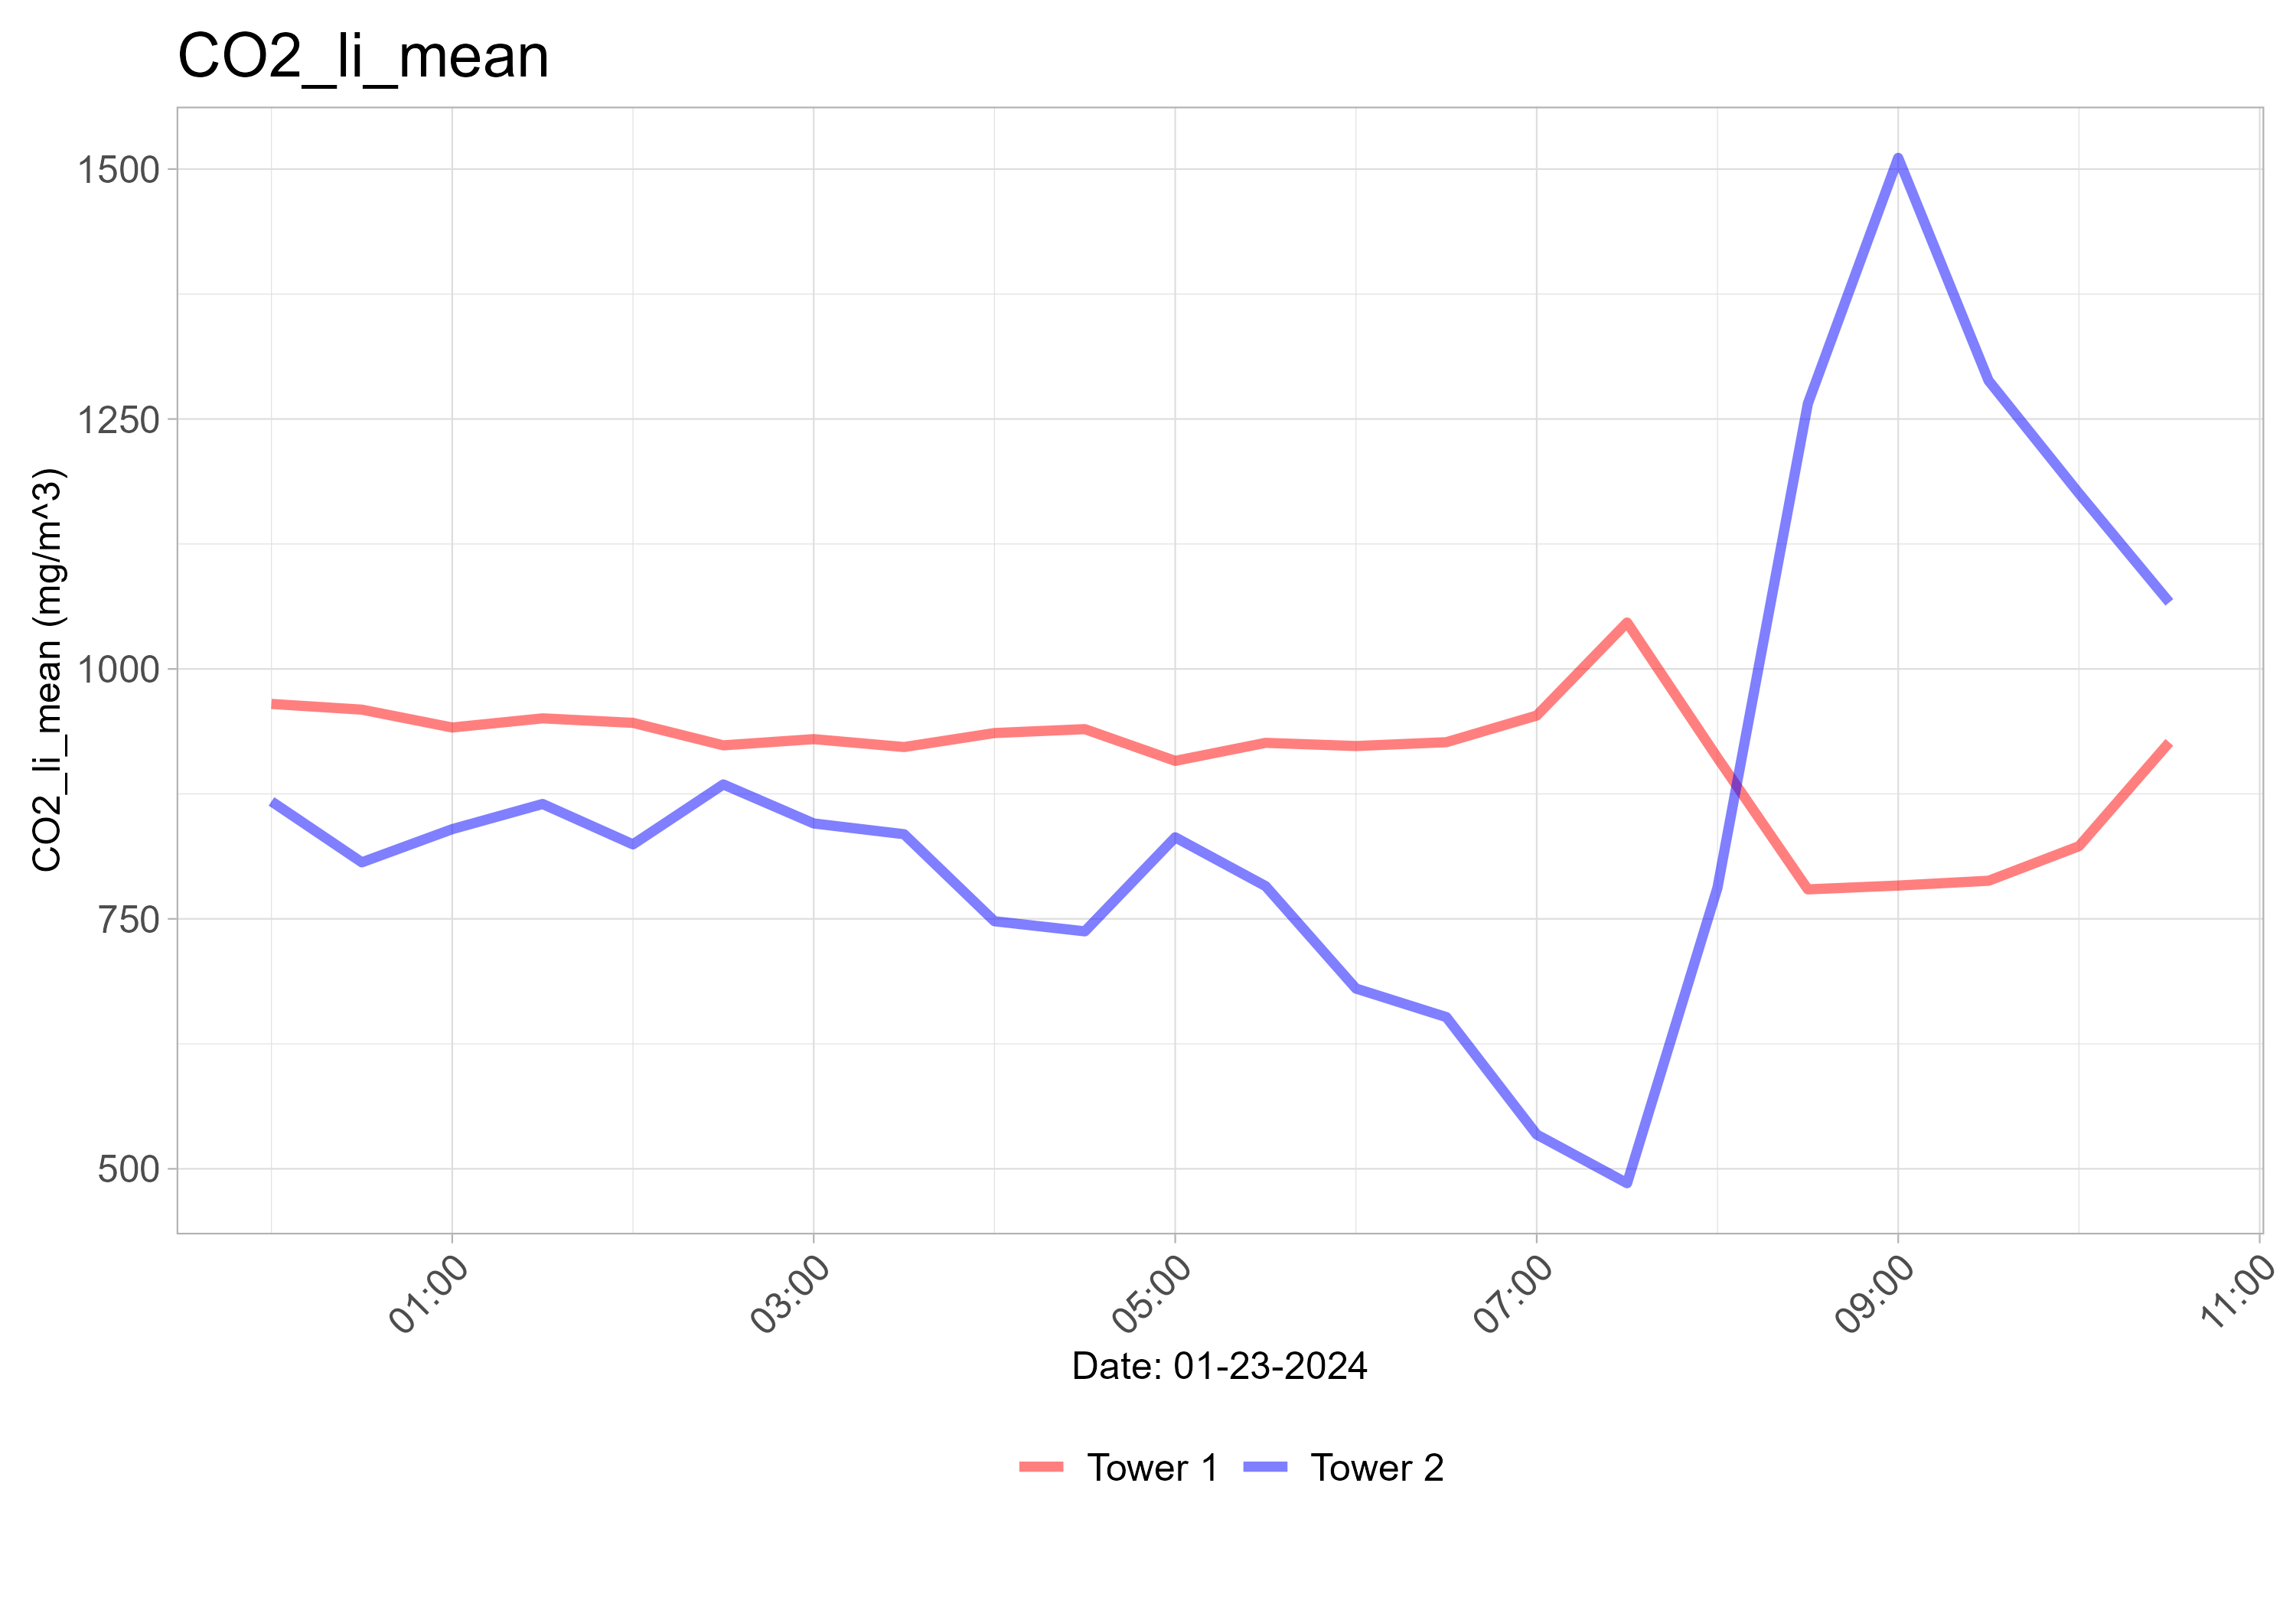 CO2_li_mean
CO2_li_mean (mg/m^3)
1500
1250
1000
750
500
01:00
03:00
05:00
07:00
09:00
11:00
Date: 01-23-2024
Tower 1
Tower 2